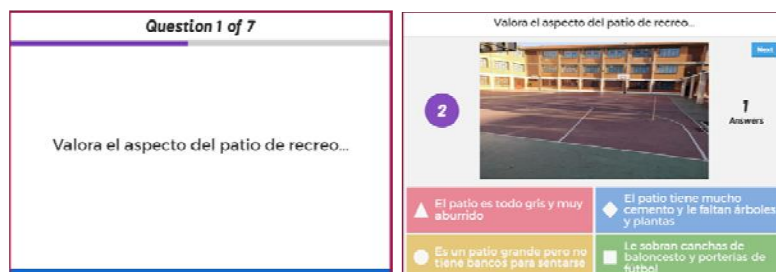 Question 1 of 7
Valora el aspecto del patio de recreo...
Valora el aspecto del patio de recreo...
Next
2
1
Answers
El patio es todo gris y muy
aburrido
El patio tiene mucho
cemento y le faltan árboles
y plantas
Es un patio grande pero no
tiene bancos para sentarse
Le sobran canchas de
baloncesto y porterías de
fútbol